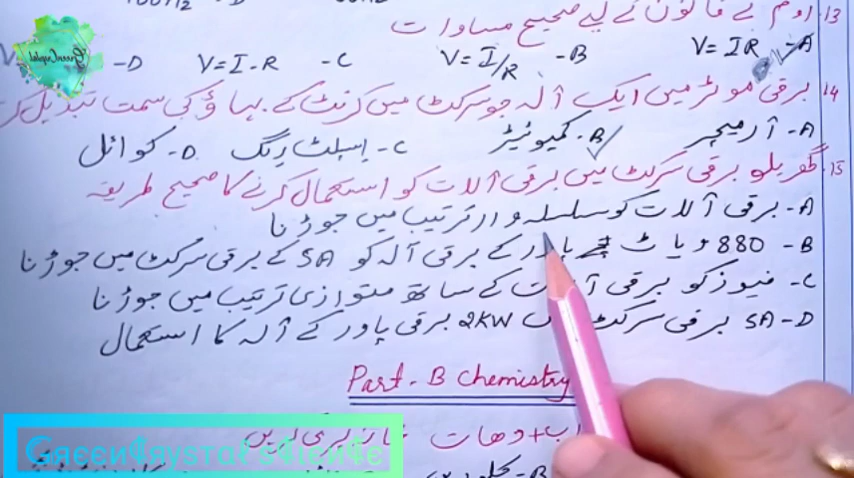 13. اوہم کے قانون کے لیے صحیح مساوات
A- V= IR B- V= I/R C- V= I-R D-
14. برقی موٹر میں ایک آلہ جو سرکٹ میں کرنٹ کے بہاؤ کی سمت تبدیل کر
A- آرمیچر B- کمیوٹیٹر C- اسپلٹ رنگ D- کوائل
15. گھریلو برقی سرکٹ میں برقی آلات کو استعمال کرنے کا صحیح طریقہ
A- برقی آلات کو سلسلہ وار ترتیب میں جوڑنا
B- 880 ویاٹ پاور کے برقی آلہ کو 5A کے برقی سرکٹ میں جوڑنا
C- فیوز کو برقی کے ساتھ متوازی ترتیب میں جوڑنا
D- 5A برقی سرکٹ 2KW برقی پاور کے آلہ کا استعمال
Part-B Chemistry